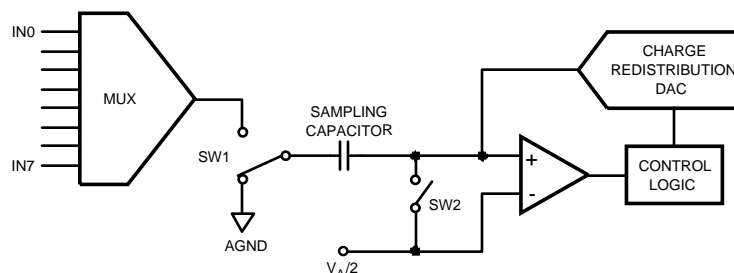 IN0
MUX
IN7
SW1
AGND
SAMPLING
CAPACITOR
SW2
VA/2
+
-
CHARGE
REDISTRIBUTION
DAC
CONTROL
LOGIC